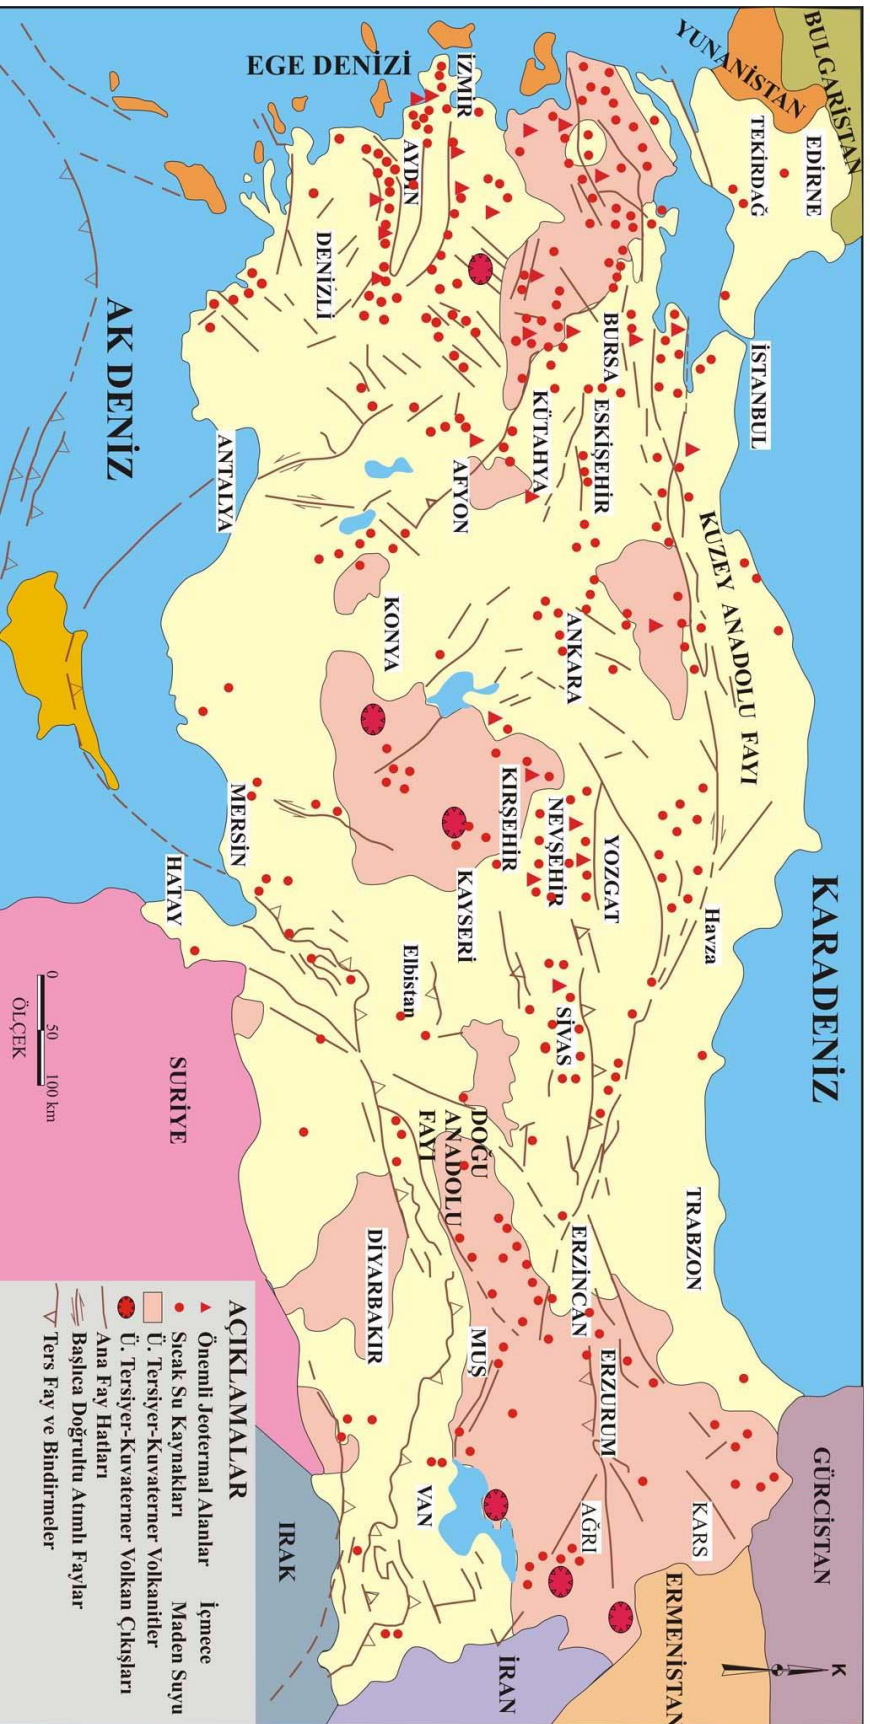 BULGARİSTAN
YUNANİSTAN
EDİRNE
TEKİRDAĞ
İSTANBUL
KARADENİZ
KUZEY ANADOLU FAYI
Havza
TRABZON
GÜRCİSTAN
K
ERMENİSTAN
KARS
ERZURUM
AĞRI
ERZİNCAN
BURSA
ESKİŞEHİR
ANKARA
YOZGAT
SİVAS
KÜTAHYA
NEVŞEHİR
KIRŞEHİR
EGE DENİZİ
İZMİR
AFYON
KAYSERİ
DOĞU
ANADOLU
FAYI
MUŞ
İRAN
AYDIN
KONYA
Elbistan
VAN
DENİZLİ
DİYARBAKIR
ANTALYA
MERSİN
HATAY
AK DENİZ
SURİYE
IRAK
0 50 100 km
ÖLÇEK
AÇIKLAMALAR
Önemli Jeotermal Alanlar İçmece
Sıcak Su Kaynakları Maden Suyu
Ü. Tersiyer-Kuvaterner Volkanitler
Ü. Tersiyer-Kuvaterner Volkan Çıkışları
Ana Fay Hatları
Başlıca Doğrultu Atımlı Faylar
Ters Fay ve Bindirmeler